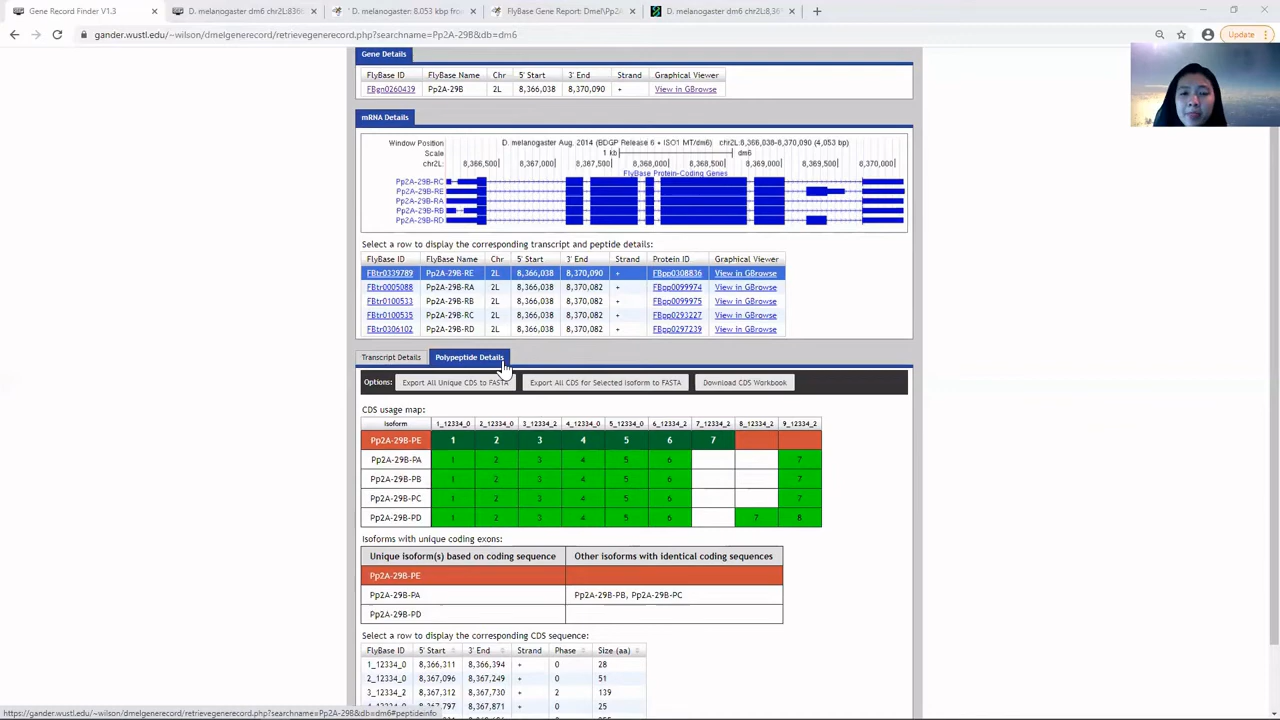 Gene Record Finder V1.3
D. melanogaster dm6 chr2L:8,3
' D. melanogaster: 8.053 kb from
FlyBase Gene Report: Dmel\Pp2A
D. melanogaster dm6 chr2L:8,36
gander.wustl.edu/~wilson/dmelgenerecord/retrievegenerecord.php?searchname=Pp2A-29B&db=dm6
Update
Gene Details
FlyBase ID FlyBase Name Chr 5' Start 3' End Strand Graphical Viewer
FBgn0260439 Pp2A-29B 2L 8,366,038 8,370,090 + View in GBrowse
mRNA Details
Window Position D. melanogaster Aug. 2014 (BDGP Release 6 + ISO1 MT/dm6) chr2L:8,366,038-8,370,090 (4,053 bp)
Scale 1 kb dm6
chr2L: 8,366,500 8,367,000 8,367,500 8,368,000 8,368,500 8,369,000 8,369,500 8,370,000
FlyBase Protein-Coding Genes
Pp2A-29B-RC
Pp2A-29B-RE
Pp2A-29B-RA
Pp2A-29B-RB
Pp2A-29B-RD
Select a row to display the corresponding transcript and peptide details:
FlyBase ID FlyBase Name Chr 5' Start 3' End Strand Protein ID Graphical Viewer
FBtr0339789 Pp2A-29B-RE 2L 8,366,038 8,370,090 + FBpp0308836 View in GBrowse
FBtr0005088 Pp2A-29B-RA 2L 8,366,038 8,370,082 + FBpp0099974 View in GBrowse
FBtr0100533 Pp2A-29B-RB 2L 8,366,038 8,370,082 + FBpp0099975 View in GBrowse
FBtr0100535 Pp2A-29B-RC 2L 8,366,038 8,370,082 + FBpp0293227 View in GBrowse
FBtr0306102 Pp2A-29B-RD 2L 8,366,038 8,370,082 + FBpp0297239 View in GBrowse
Transcript Details Polypeptide Details
Options: Export All Unique CDS to FASTA Export All CDS for Selected Isoform to FASTA Download CDS Workbook
CDS usage map:
Isoform 1_12334_0 2_12334_0 3_12334_2 4_12334_0 5_12334_0 6_12334_2 7_12334_2 8_12334_2 9_12334_2
Pp2A-29B-PE 1 2 3 4 5 6 7
Pp2A-29B-PA 1 2 3 4 5 6 7
Pp2A-29B-PB 1 2 3 4 5 6 7
Pp2A-29B-PC 1 2 3 4 5 6 7
Pp2A-29B-PD 1 2 3 4 5 6 7 8
Isoforms with unique coding exons:
Unique isoform(s) based on coding sequence Other isoforms with identical coding sequences
Pp2A-29B-PE
Pp2A-29B-PA Pp2A-29B-PB, Pp2A-29B-PC
Pp2A-29B-PD
Select a row to display the corresponding CDS sequence:
FlyBase ID 5' Start 3' End Strand Phase Size (aa)
1_12334_0 8,366,311 8,366,394 + 0 28
2_12334_0 8,367,096 8,367,249 + 0 51
3_12334_2 8,367,312 8,367,730 + 2 139
8,367,797 8,367,871 + 0 25
https://gander.wustl.edu/~wilson/dmelgenerecord/retrievegenerecord.php?searchname=Pp2A-29B&db=dm6#peptideinfo